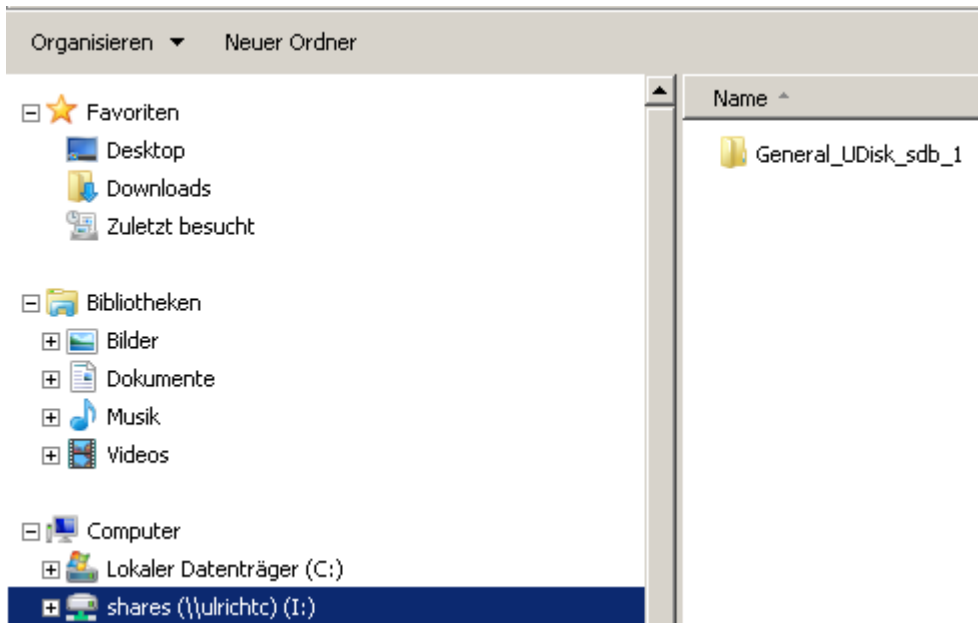 Organisieren Neuer Ordner
Favoriten
Desktop
Downloads
Zuletzt besucht
Bibliotheken
Bilder
Dokumente
Musik
Videos
Computer
Lokaler Datenträger (C:)
shares (\\ulrichtc) (I:)
Name
General_UDisk_sdb_1